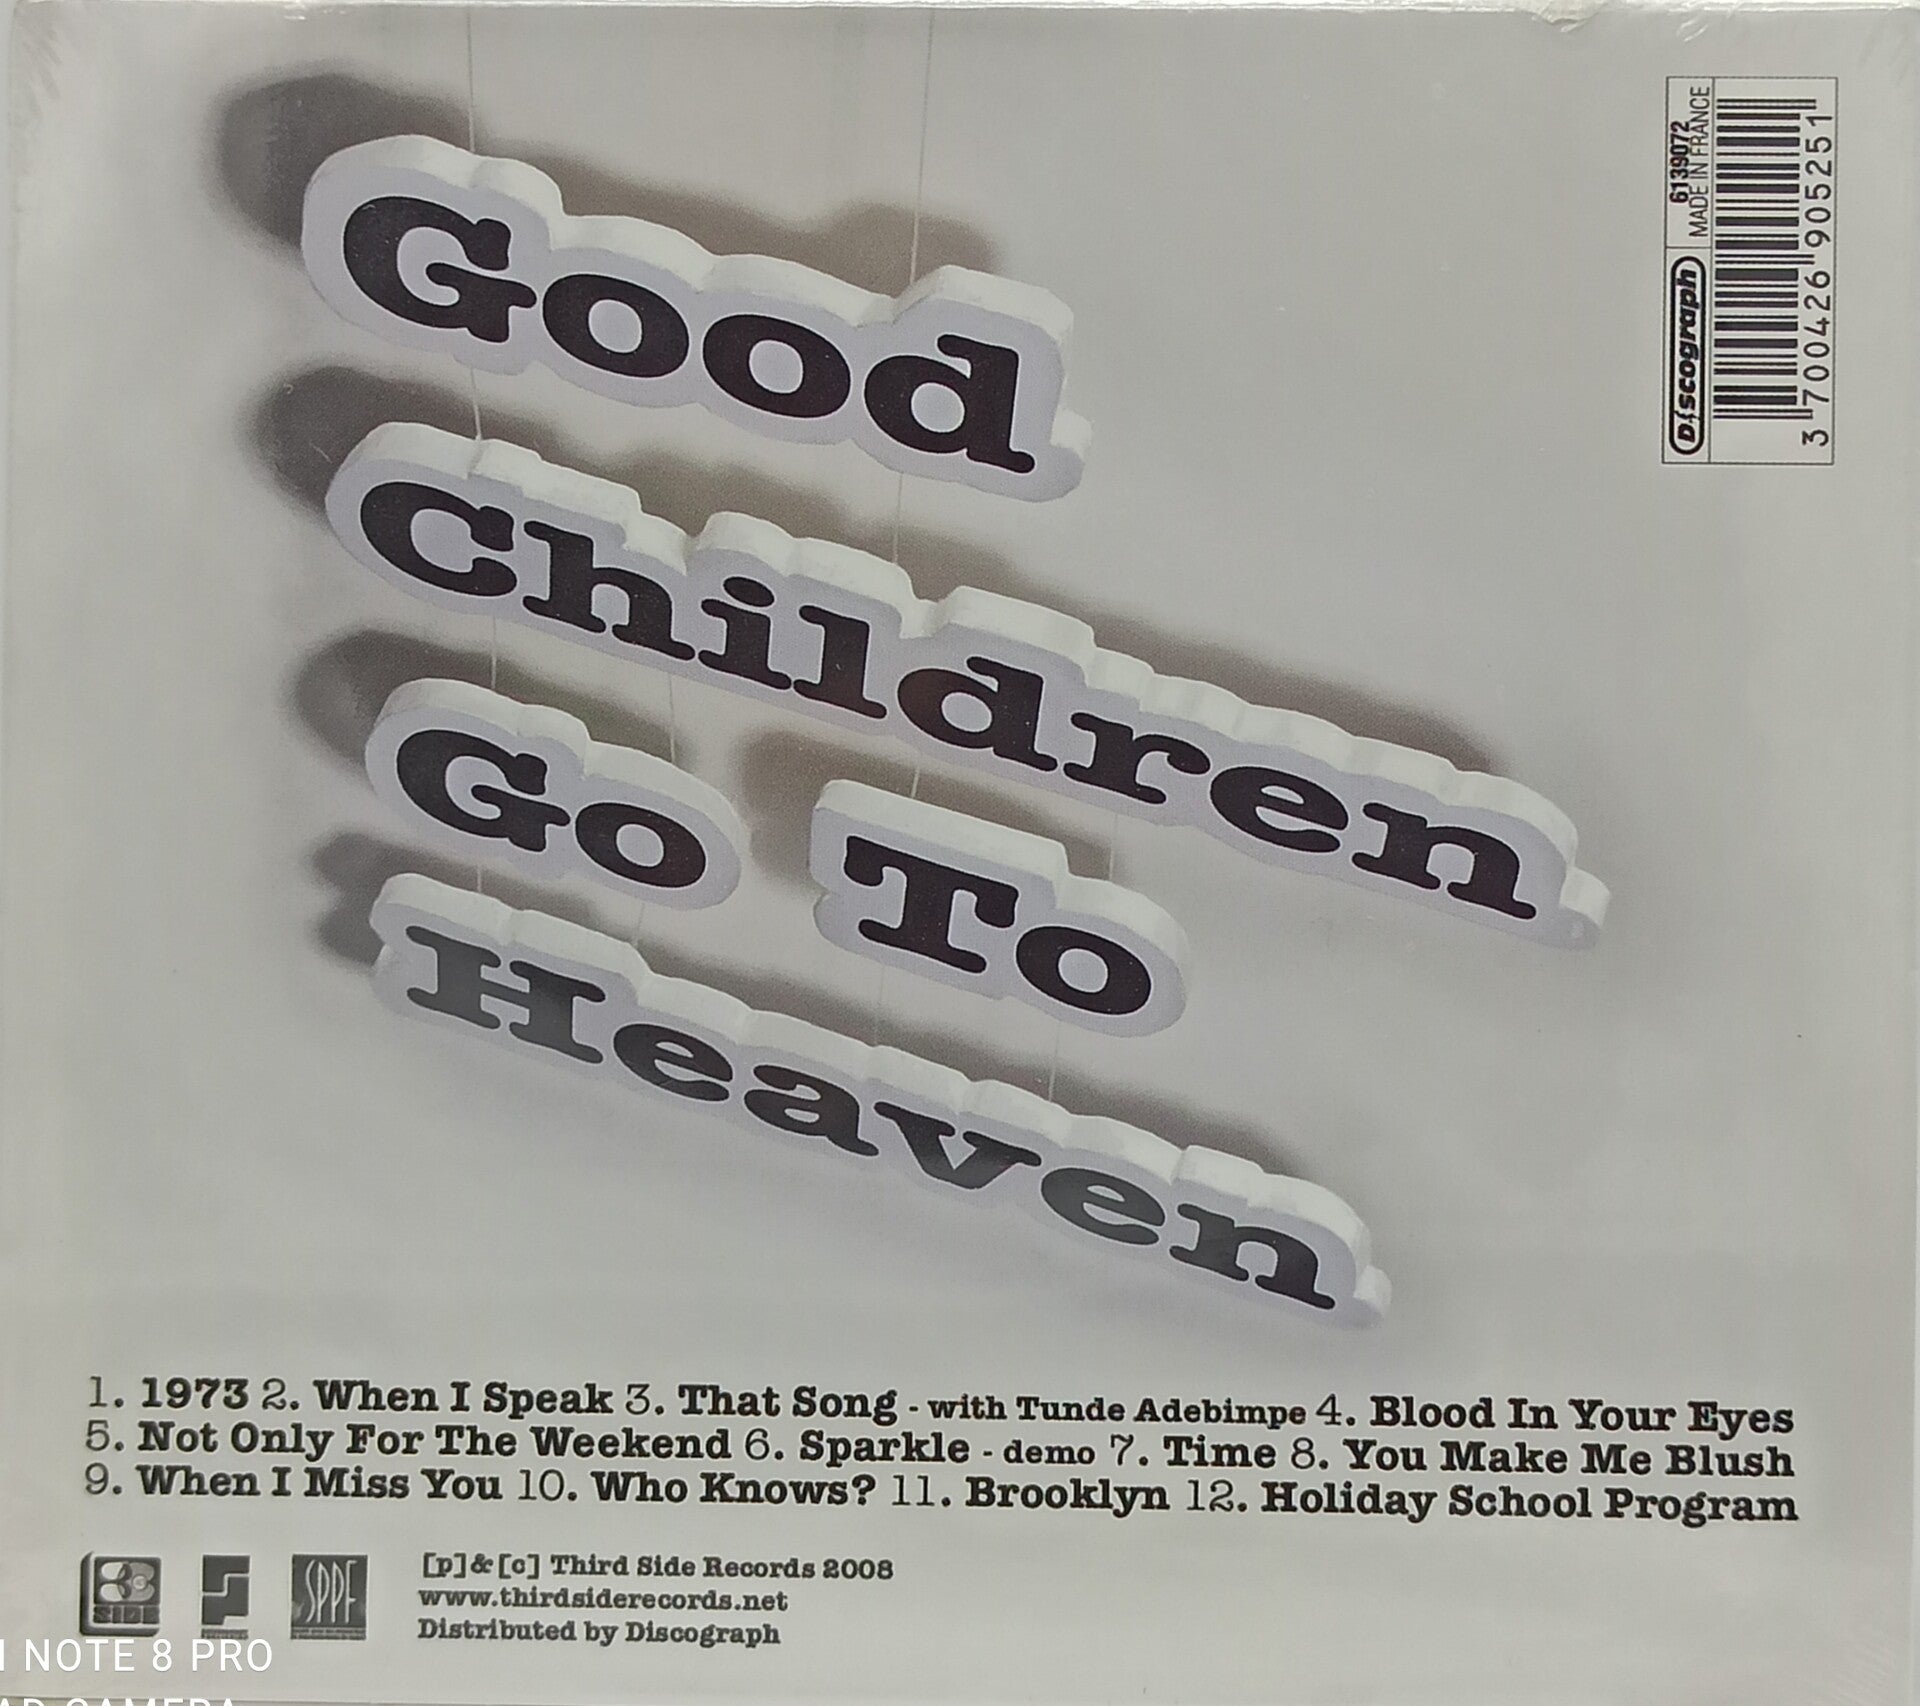 Good
Children
Go To
Heaven
6139072
MADE IN FRANCE
Discograph
3 700426 905251
1. 1973 2. When I Speak 3. That Song - with Tunde Adebimpe 4. Blood In Your Eyes
5. Not Only For The Weekend 6. Sparkle - demo 7. Time 8. You Make Me Blush
9. When I Miss You 10. Who Knows? 11. Brooklyn 12. Holiday School Program
SIDE
SPPF
[p]&[c] Third Side Records 2008
www.thirdsiderecords.net
Distributed by Discograph
NOTE 8 PRO
CAMERA